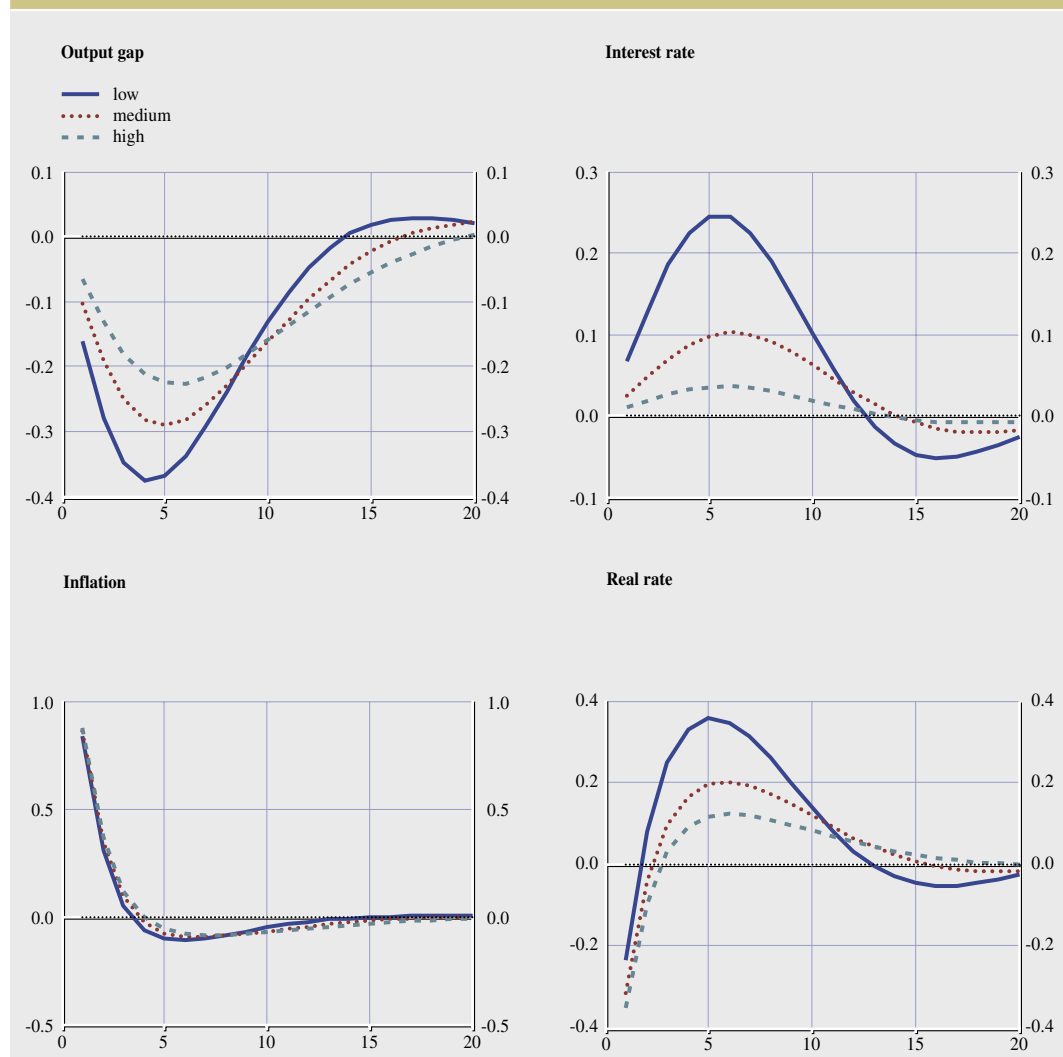 Output gap
low
medium
high
0.1 0.1
0.0 0.0
-0.1 -0.1
-0.2 -0.2
-0.3 -0.3
-0.4 -0.4
0 5 10 15 20
Interest rate
0.3 0.3
0.2 0.2
0.1 0.1
0.0 0.0
-0.1 -0.1
0 5 10 15 20
Inflation
1.0 1.0
0.5 0.5
0.0 0.0
-0.5 -0.5
0 5 10 15 20
Real rate
0.4 0.4
0.2 0.2
0.0 0.0
-0.2 -0.2
-0.4 -0.4
0 5 10 15 20